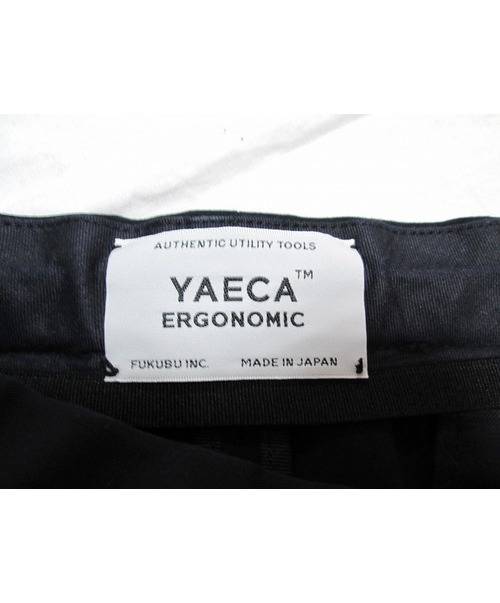 AUTHENTIC UTILITY TOOLS
YAECA™
ERGONOMIC
FUKUBU INC. MADE IN JAPAN